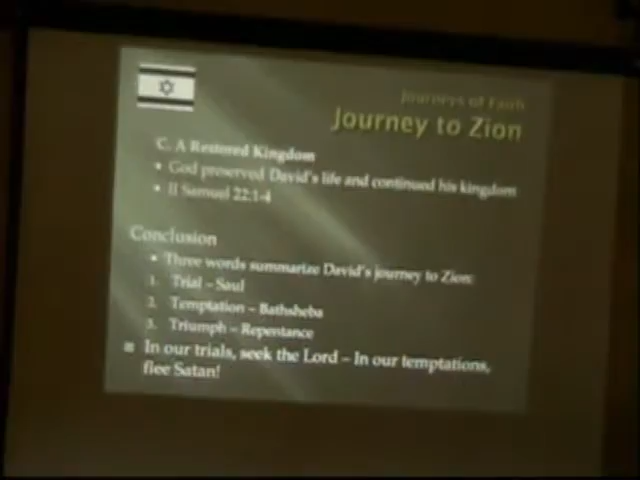 Journeys of Faith
Journey to Zion
C. A Restored Kingdom
• God preserved David's life and continued his kingdom
• II Samuel 22:1-4
Conclusion
• Three words summarize David's journey to Zion:
1. Trial – Saul
2. Temptation – Bathsheba
3. Triumph – Repentance
In our trials, seek the Lord – In our temptations,
flee Satan!